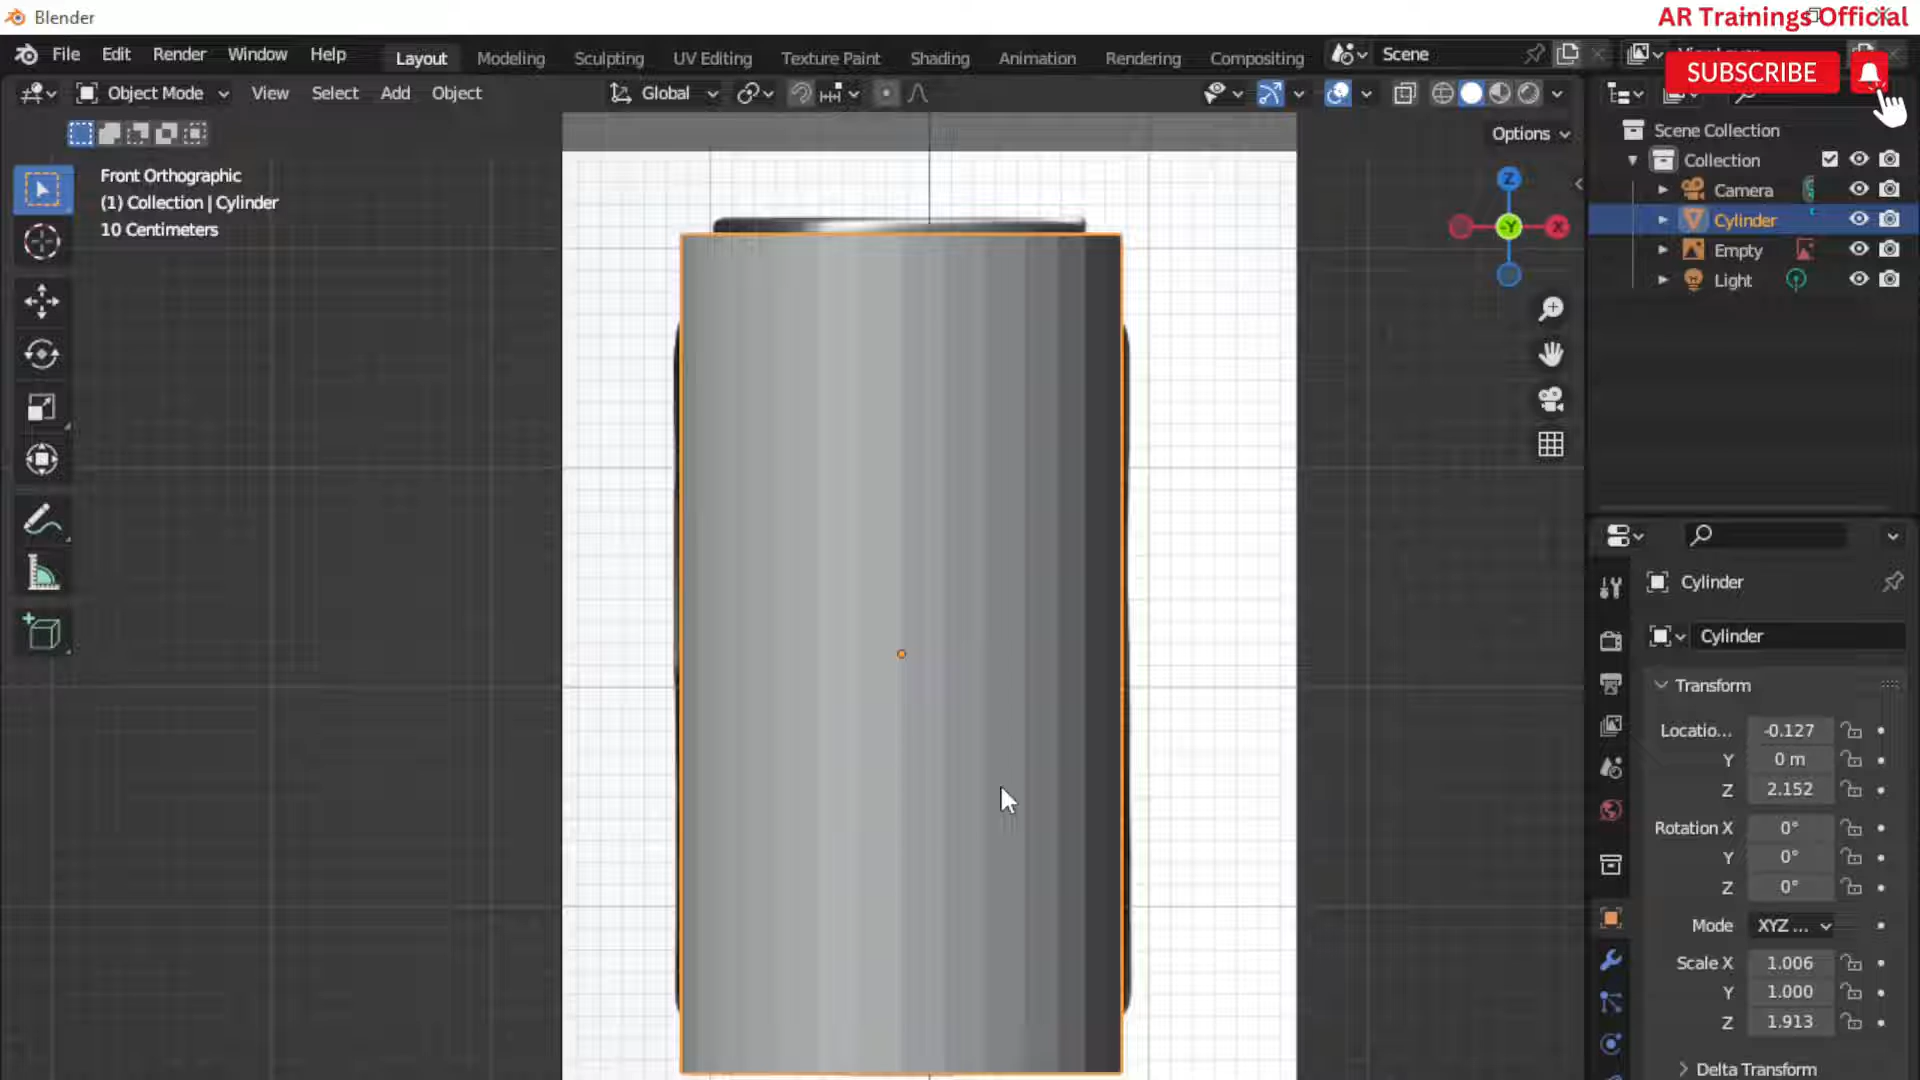 Blender
AR Trainings Official
File Edit Render Window Help Layout Modeling Sculpting UV Editing Texture Paint Shading Animation Rendering Compositing Scene
SUBSCRIBE
Object Mode View Select Add Object Global
Options
Front Orthographic
(1) Collection | Cylinder
10 Centimeters
Z
-Y
X
Scene Collection
Collection
Camera
Cylinder
Empty
Light
Cylinder
Cylinder
Transform
Locatio... -0.127
Y 0 m
Z 2.152
Rotation X 0°
Y 0°
Z 0°
Mode XYZ ...
Scale X 1.006
Y 1.000
Z 1.913
Delta Transform